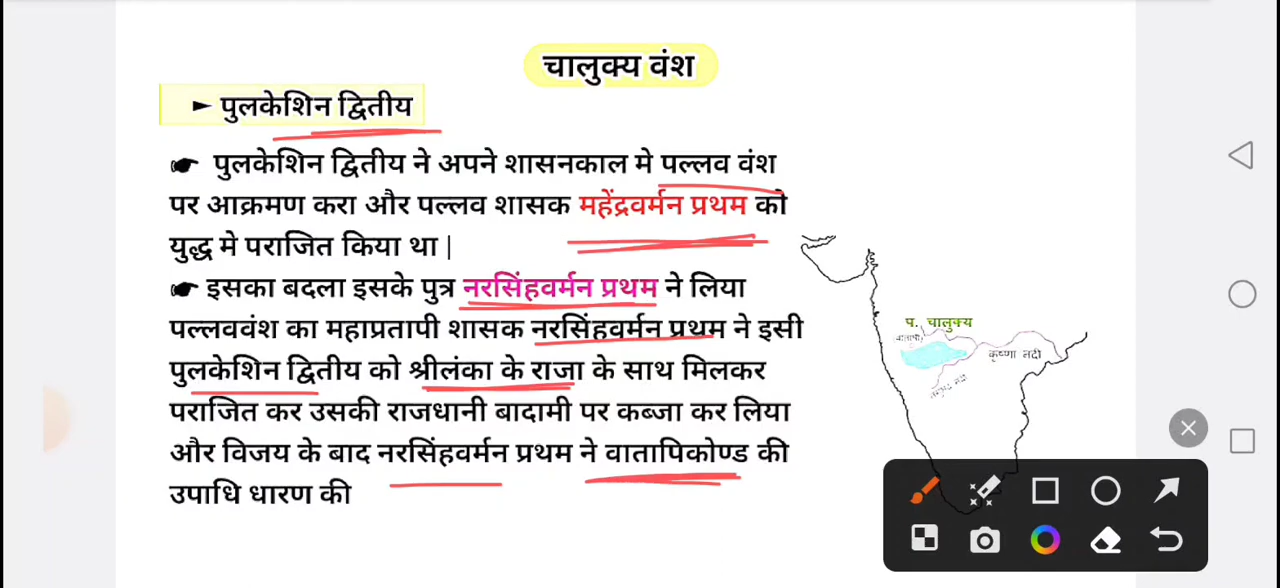 चालुक्य वंश
► पुलकेशिन द्वितीय
☛ पुलकेशिन द्वितीय ने अपने शासनकाल मे पल्लव वंश
पर आक्रमण करा और पल्लव शासक महेंद्रवर्मन प्रथम को
युद्ध मे पराजित किया था |
☛ इसका बदला इसके पुत्र नरसिंहवर्मन प्रथम ने लिया
पल्लववंश का महाप्रतापी शासक नरसिंहवर्मन प्रथम ने इसी
पुलकेशिन द्वितीय को श्रीलंका के राजा के साथ मिलकर
पराजित कर उसकी राजधानी बादामी पर कब्जा कर लिया
और विजय के बाद नरसिंहवर्मन प्रथम ने वातापिकोण्ड की
उपाधि धारण की
प. चालुक्य
वातापी
कृष्णा नदी